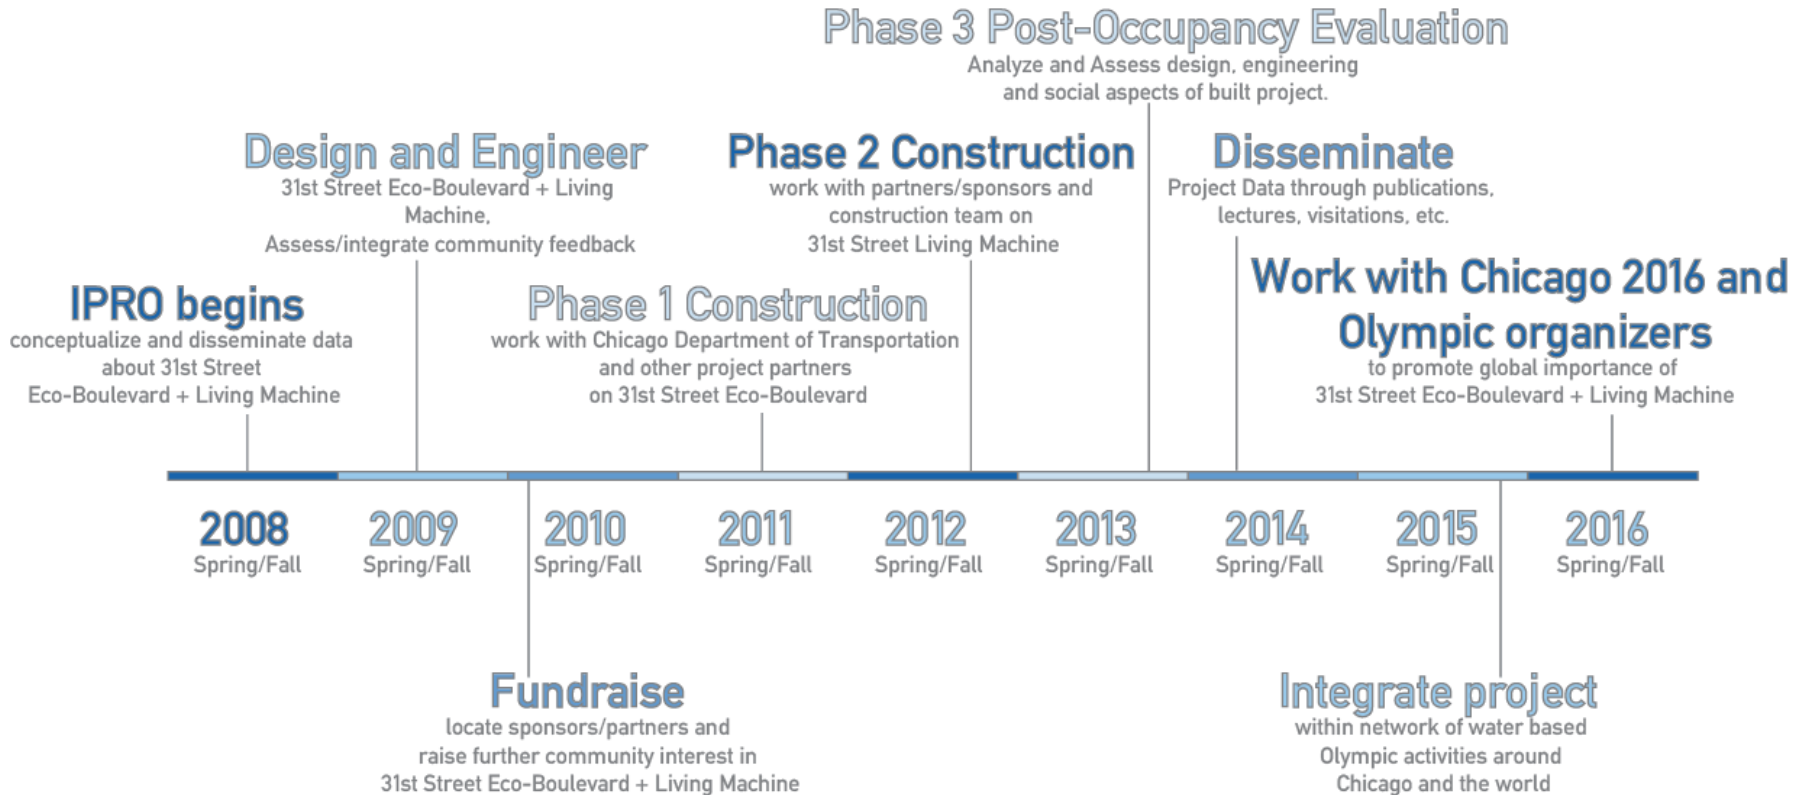 Phase 3 Post-Occupancy Evaluation
Analyze and Assess design, engineering
and social aspects of built project.
Design and Engineer
31st Street Eco-Boulevard + Living
Machine,
Assess/integrate community feedback
Phase 2 Construction
work with partners/sponsors and
construction team on
31st Street Living Machine
Disseminate
Project Data through publications,
lectures, visitations, etc.
IPRO begins
conceptualize and disseminate data
about 31st Street
Eco-Boulevard + Living Machine
Phase 1 Construction
work with Chicago Department of Transportation
and other project partners
on 31st Street Eco-Boulevard
Work with Chicago 2016 and
Olympic organizers
to promote global importance of
31st Street Eco-Boulevard + Living Machine
2008
Spring/Fall
2009
Spring/Fall
2010
Spring/Fall
2011
Spring/Fall
2012
Spring/Fall
2013
Spring/Fall
2014
Spring/Fall
2015
Spring/Fall
2016
Spring/Fall
Fundraise
locate sponsors/partners and
raise further community interest in
31st Street Eco-Boulevard + Living Machine
Integrate project
within network of water based
Olympic activities around
Chicago and the world